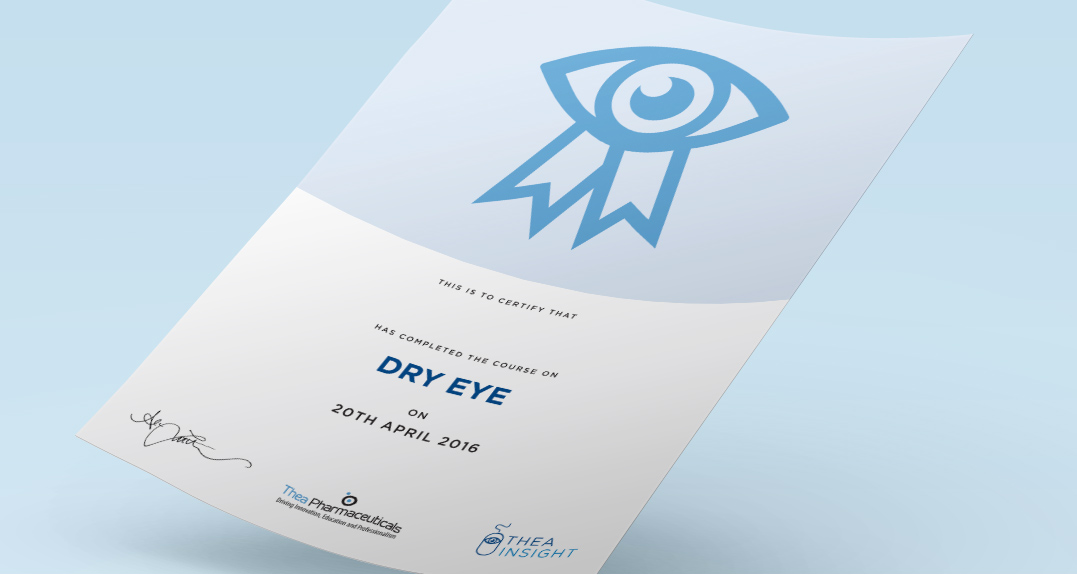 THIS IS TO CERTIFY THAT
HAS COMPLETED THE COURSE ON
DRY EYE
ON
20TH APRIL 2016
Thea Pharmaceuticals
Driving Innovation, Education and Professionalism
THEA
INSIGHT